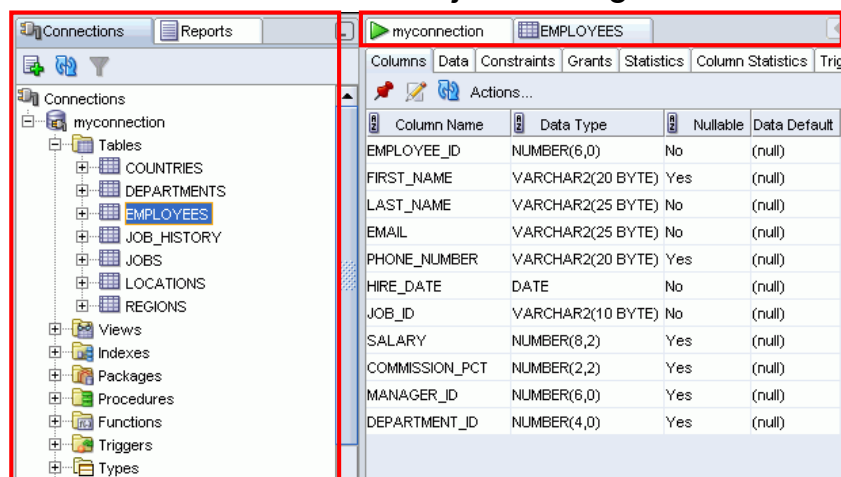 Connections Reports
Connections
myconnection
Tables
COUNTRIES
DEPARTMENTS
EMPLOYEES
JOB_HISTORY
JOBS
LOCATIONS
REGIONS
Views
Indexes
Packages
Procedures
Functions
Triggers
Types
myconnection EMPLOYEES
Columns Data Constraints Grants Statistics Column Statistics
Actions...
Column Name Data Type Nullable Data Default
EMPLOYEE_ID NUMBER(6,0) No (null)
FIRST_NAME VARCHAR2(20 BYTE) Yes (null)
LAST_NAME VARCHAR2(25 BYTE) No (null)
EMAIL VARCHAR2(25 BYTE) No (null)
PHONE_NUMBER VARCHAR2(20 BYTE) Yes (null)
HIRE_DATE DATE No (null)
JOB_ID VARCHAR2(10 BYTE) No (null)
SALARY NUMBER(8,2) Yes (null)
COMMISSION_PCT NUMBER(2,2) Yes (null)
MANAGER_ID NUMBER(6,0) Yes (null)
DEPARTMENT_ID NUMBER(4,0) Yes (null)